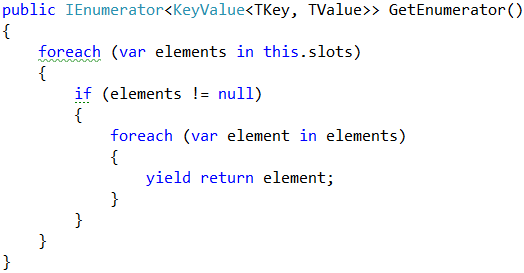 public IEnumerator<KeyValue<TKey, TValue>> GetEnumerator()
{
    foreach (var elements in this.slots)
    {
        if (elements != null)
        {
            foreach (var element in elements)
            {
                yield return element;
            }
        }
    }
}